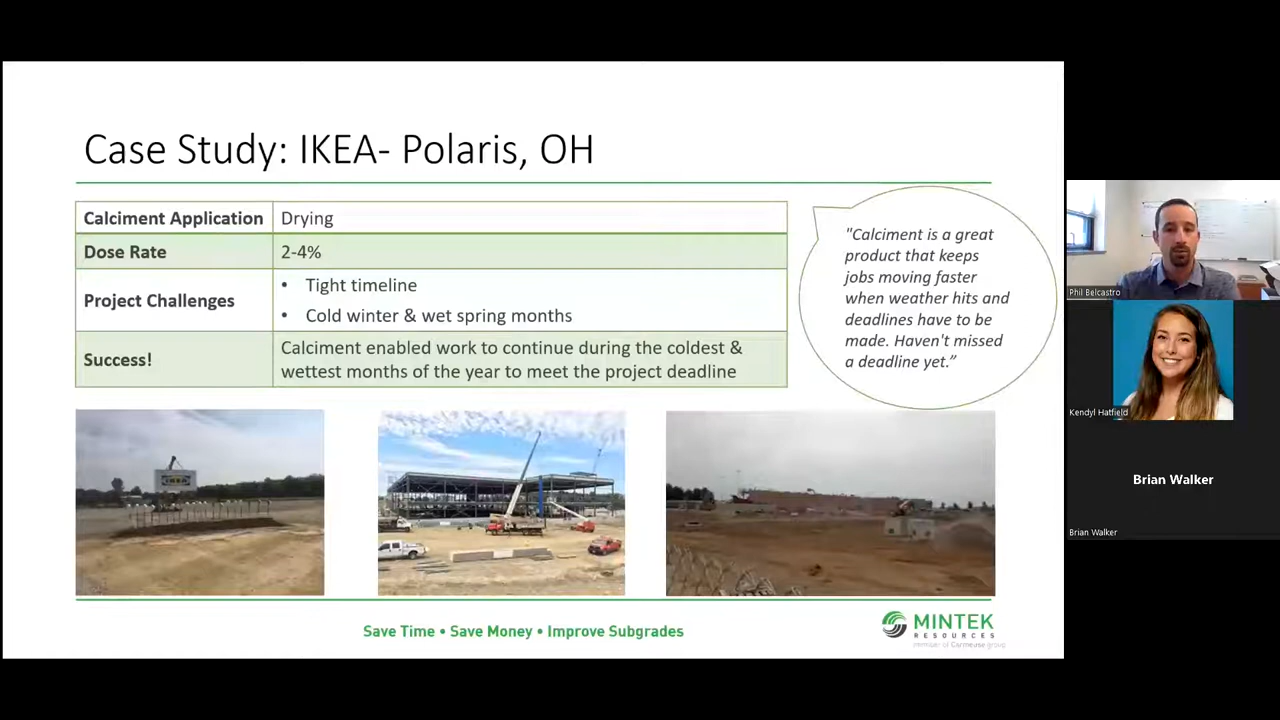 Case Study: IKEA- Polaris, OH
Calciment Application Drying
Dose Rate 2-4%
Project Challenges
• Tight timeline
• Cold winter & wet spring months
Success!
Calciment enabled work to continue during the coldest &
wettest months of the year to meet the project deadline
"Calciment is a great
product that keeps
jobs moving faster
when weather hits and
deadlines have to be
made. Haven't missed
a deadline yet.”
IKEA
Save Time • Save Money • Improve Subgrades
MINTEK
RESOURCES
member of Carmeuse group
Phil Belcastro
Kendyl Hatfield
Brian Walker
Brian Walker